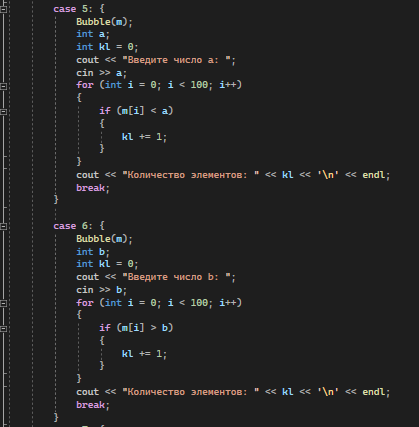 case 5: {
Bubble(m);
int a;
int kl = 0;
cout << "Введите число a: ";
cin >> a;
for (int i = 0; i < 100; i++)
{
if (m[i] < a)
{
kl += 1;
}
}
cout << "Количество элементов: " << kl << '\n' << endl;
break;
}
case 6: {
Bubble(m);
int b;
int kl = 0;
cout << "Введите число b: ";
cin >> b;
for (int i = 0; i < 100; i++)
{
if (m[i] > b)
{
kl += 1;
}
}
cout << "Количество элементов: " << kl << '\n' << endl;
break;
}